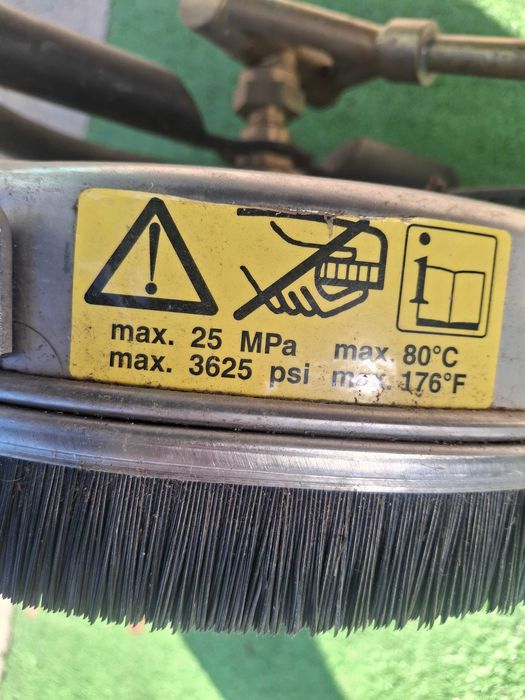 max. 25 MPa
max. 3625 psi
max. 80°C
max. 176°F